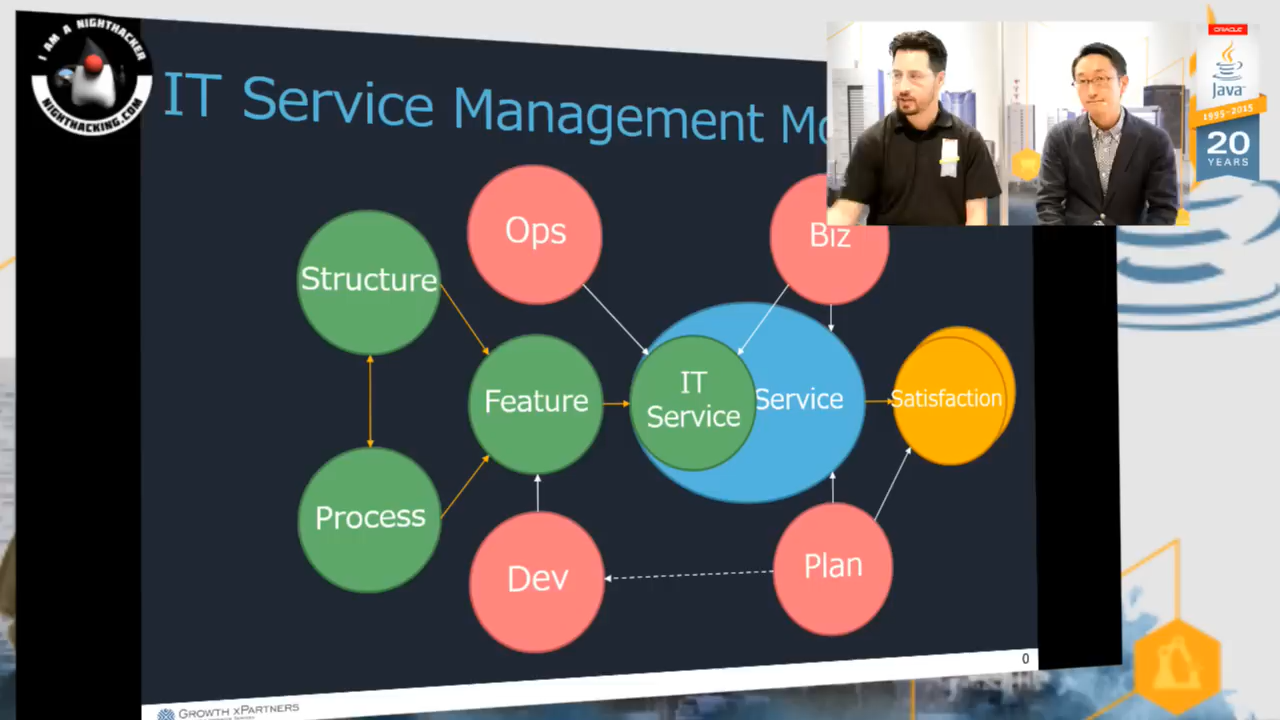 I AM A NIGHTHACKER
NIGHTHACKING.COM
IT Service Management Mo
ORACLE
Java
1995-2015
20
YEARS
Ops
Biz
Structure
Feature
IT
Service
Service
Satisfaction
Process
Dev
Plan
0
GROWTH XPARTNERS